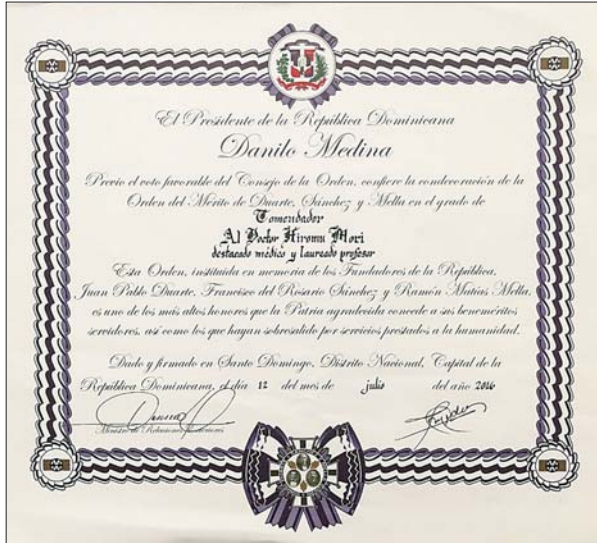 El Presidente de la República Dominicana
Danilo Medina
Previo el voto favorable del Consejo de la Orden, confiere la condecoración de la
Orden del Mérito de Duarte, Sánchez y Mella en el grado de
Comendador
Al Doctor Hiromu Mori
destacado médico y laureado profesor
Esta Orden, instituida en memoria de los Fundadores de la República,
Juan Pablo Duarte, Francisco del Rosario Sánchez y Ramón Matías Mella,
es uno de los más altos honores que la Patria agradecida concede a sus beneméritos
servidores, así como los que hayan sobresalido por servicios prestados a la humanidad.
Dado y firmado en Santo Domingo, Distrito Nacional, Capital de la
República Dominicana, el día 12 del mes de julio del año 2016
Ministro de Relaciones Exteriores